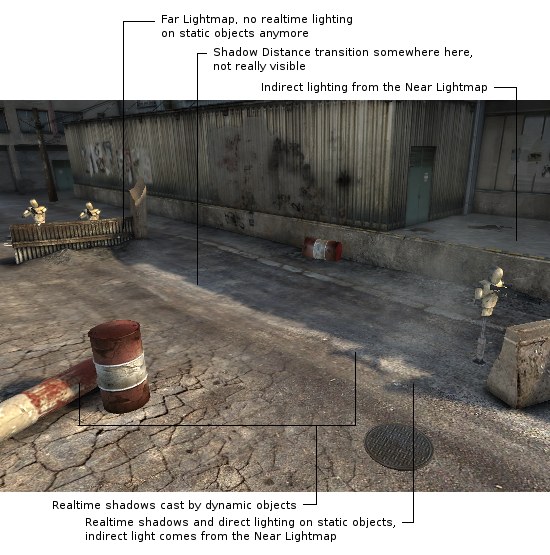 Far Lightmap, no realtime lighting
on static objects anymore
Shadow Distance transition somewhere here,
not really visible
Indirect lighting from the Near Lightmap
Realtime shadows cast by dynamic objects
Realtime shadows and direct lighting on static objects,
indirect light comes from the Near Lightmap